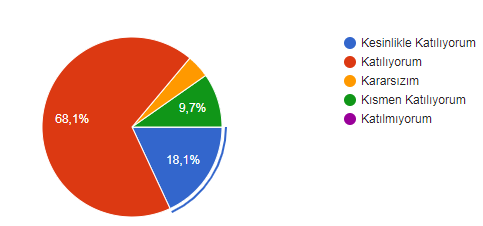 Kesinlikle Katılıyorum
Katılıyorum
Kararsızım
Kısmen Katılıyorum
Katılmıyorum
68,1%
9,7%
18,1%